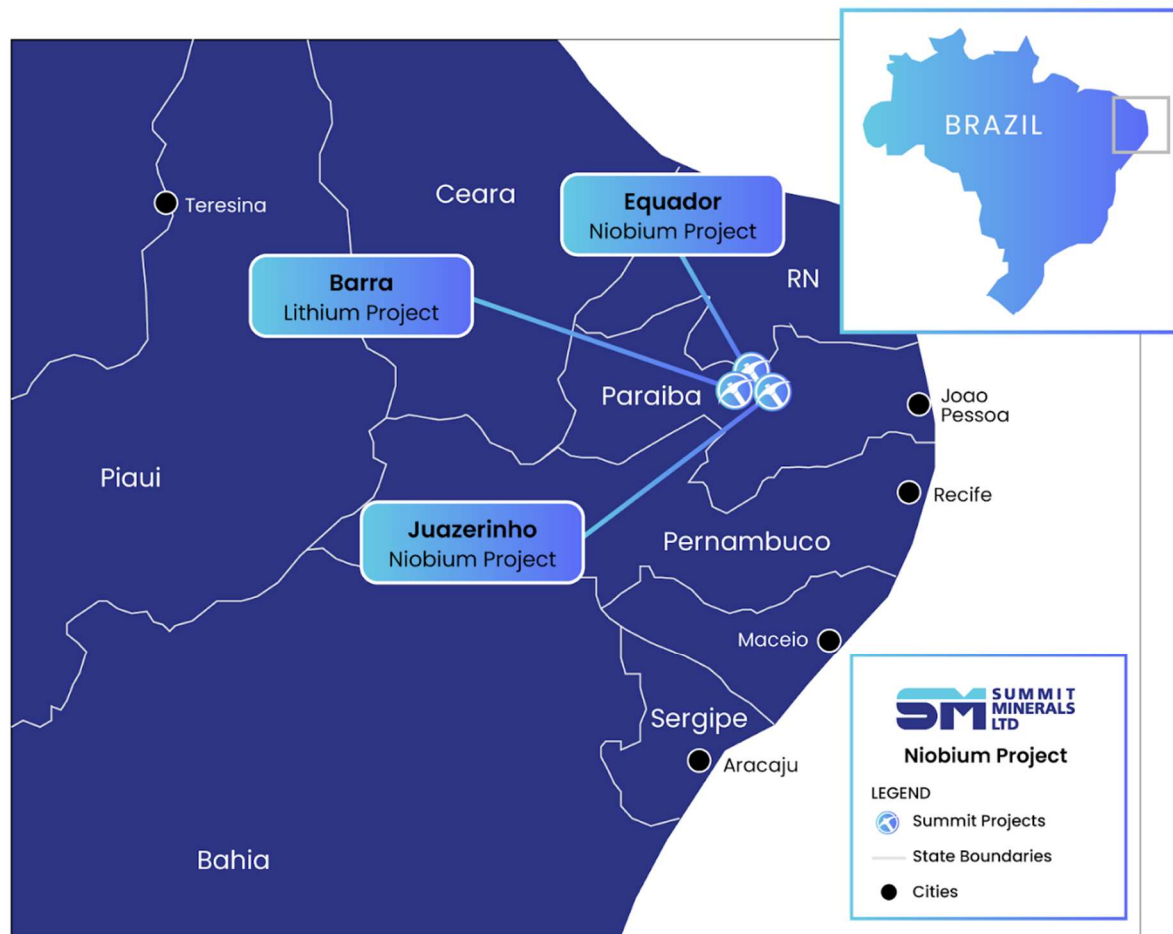 BRAZIL
Ceara
Equador
Niobium Project
Teresina
RN
Barra
Lithium Project
Paraiba
Joao
Pessoa
Piaui
Recife
Juazerinho
Niobium Project
Pernambuco
Maceio
Sergipe
Aracaju
Bahia
SM SUMMIT
MINERALS
LTD
Niobium Project
LEGEND
Summit Projects
State Boundaries
Cities